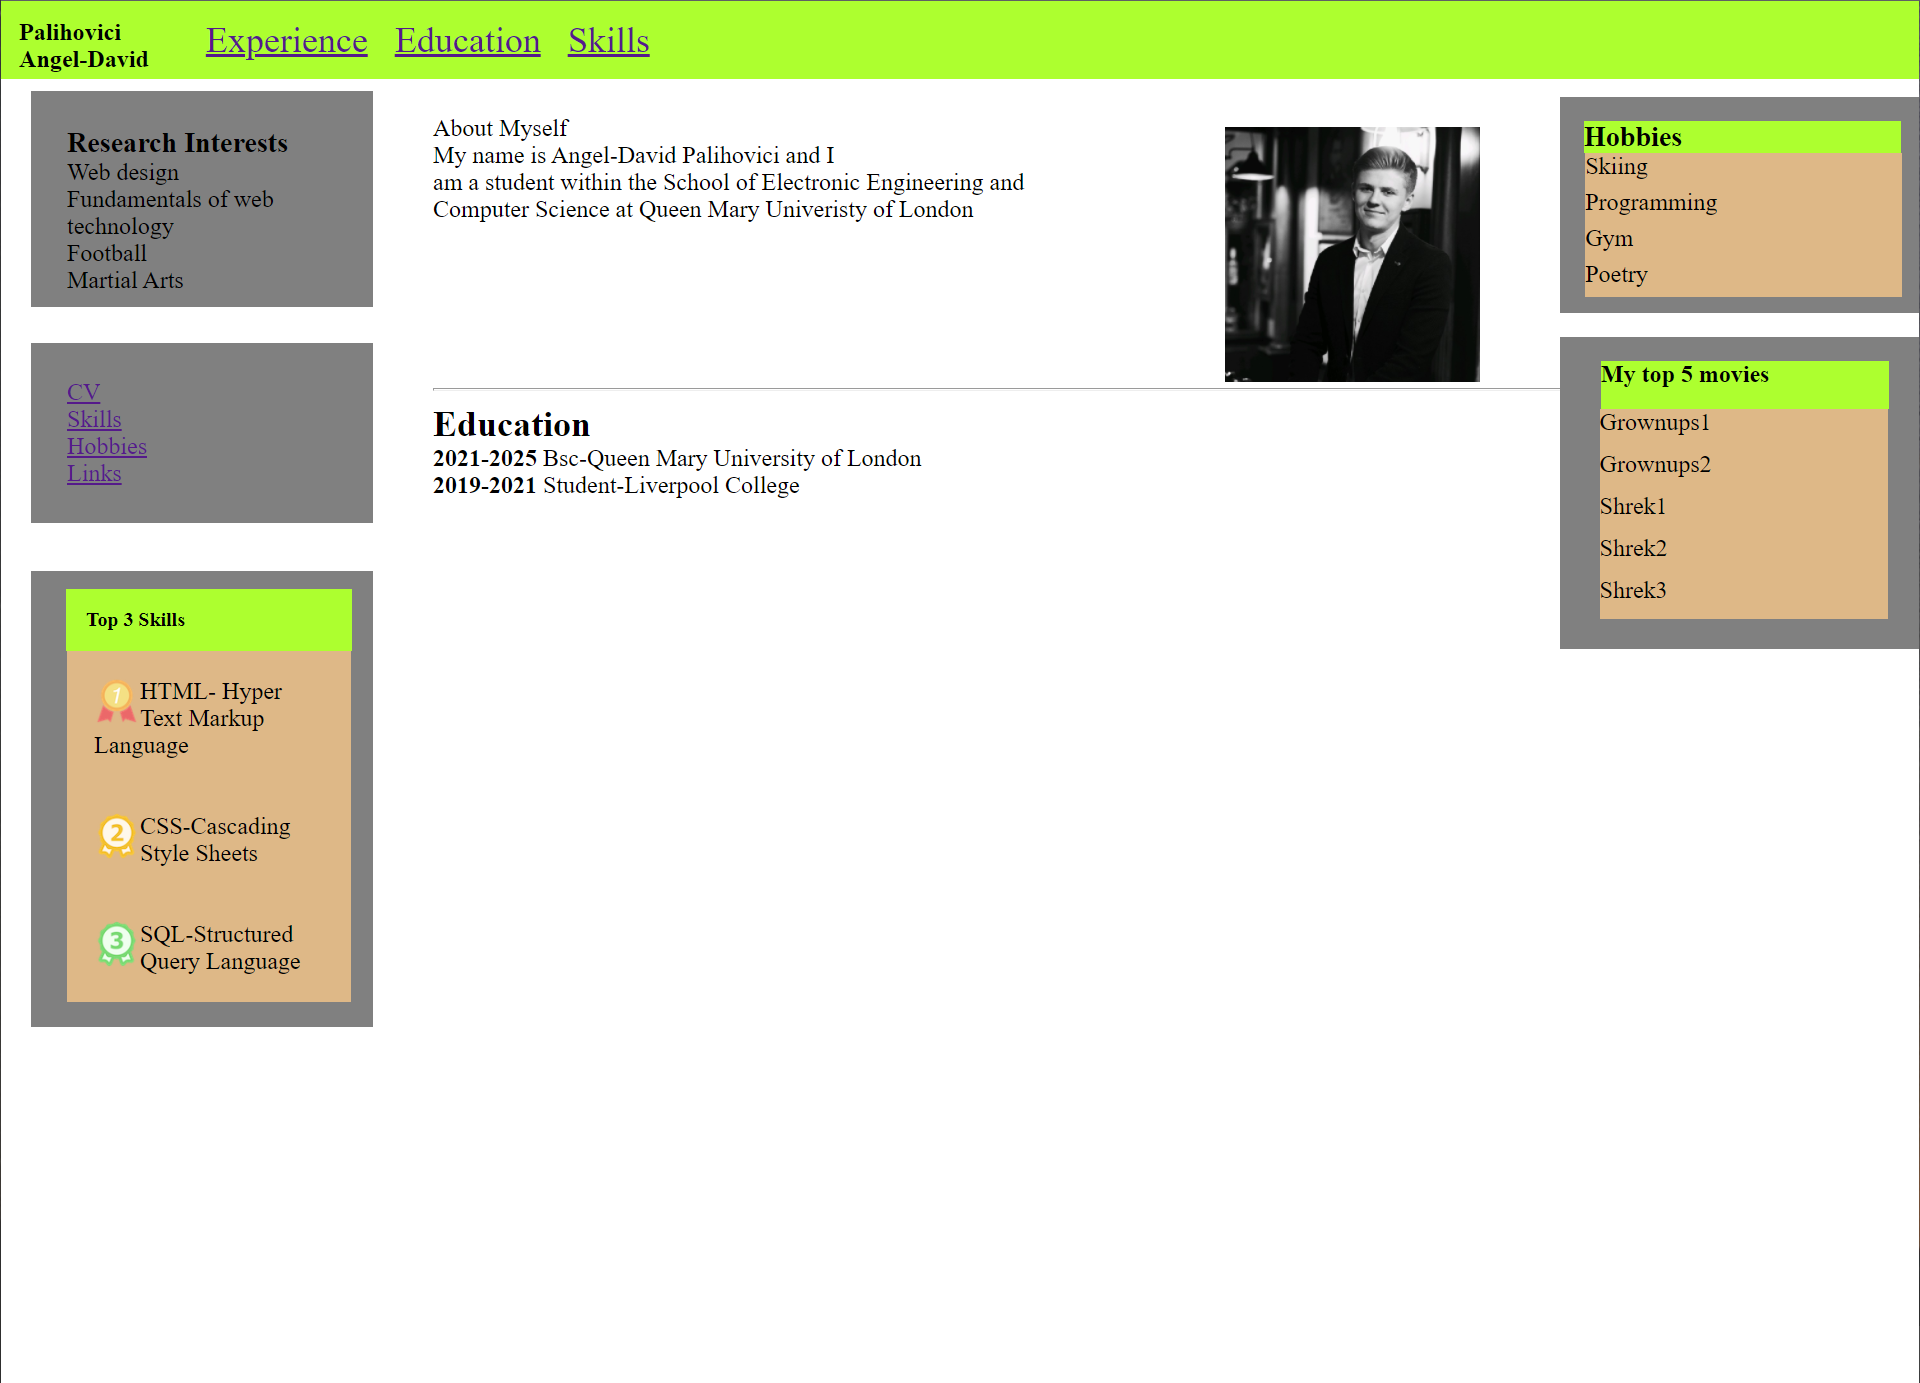 Palihovici
Angel-David
Experience Education Skills
Research Interests
Web design
Fundamentals of web
technology
Football
Martial Arts
CV
Skills
Hobbies
Links
Top 3 Skills
1 HTML- Hyper
Text Markup
Language
2 CSS-Cascading
Style Sheets
3 SQL-Structured
Query Language
About Myself
My name is Angel-David Palihovici and I
am a student within the School of Electronic Engineering and
Computer Science at Queen Mary Univeristy of London
Education
2021-2025 Bsc-Queen Mary University of London
2019-2021 Student-Liverpool College
Hobbies
Skiing
Programming
Gym
Poetry
My top 5 movies
Grownups1
Grownups2
Shrek1
Shrek2
Shrek3